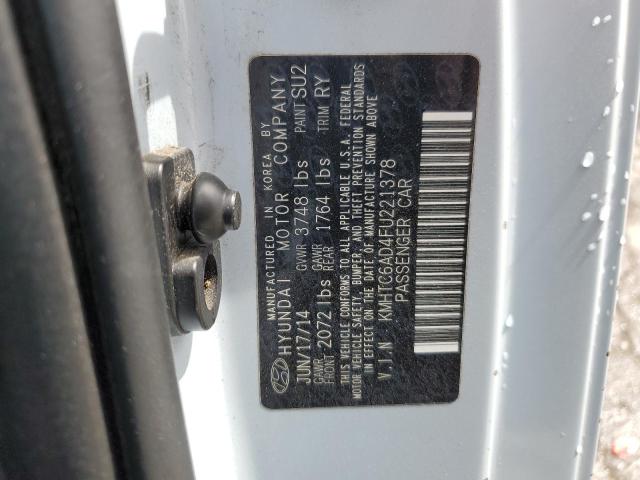 MANUFACTURED IN KOREA BY
HYUNDAI MOTOR COMPANY
JUN/17/14 GVWR 3748 lbs PAINT SU2
GAWR FRONT 2072 lbs GAWR REAR 1764 lbs TRIM RY
THIS VEHICLE CONFORMS TO ALL APPLICABLE U.S.A. FEDERAL
MOTOR VEHICLE SAFETY, BUMPER, AND THEFT PREVENTION STANDARDS
IN EFFECT ON THE DATE OF MANUFACTURE SHOWN ABOVE
V.I.N KMHTC6AD4FU221378
PASSENGER CAR